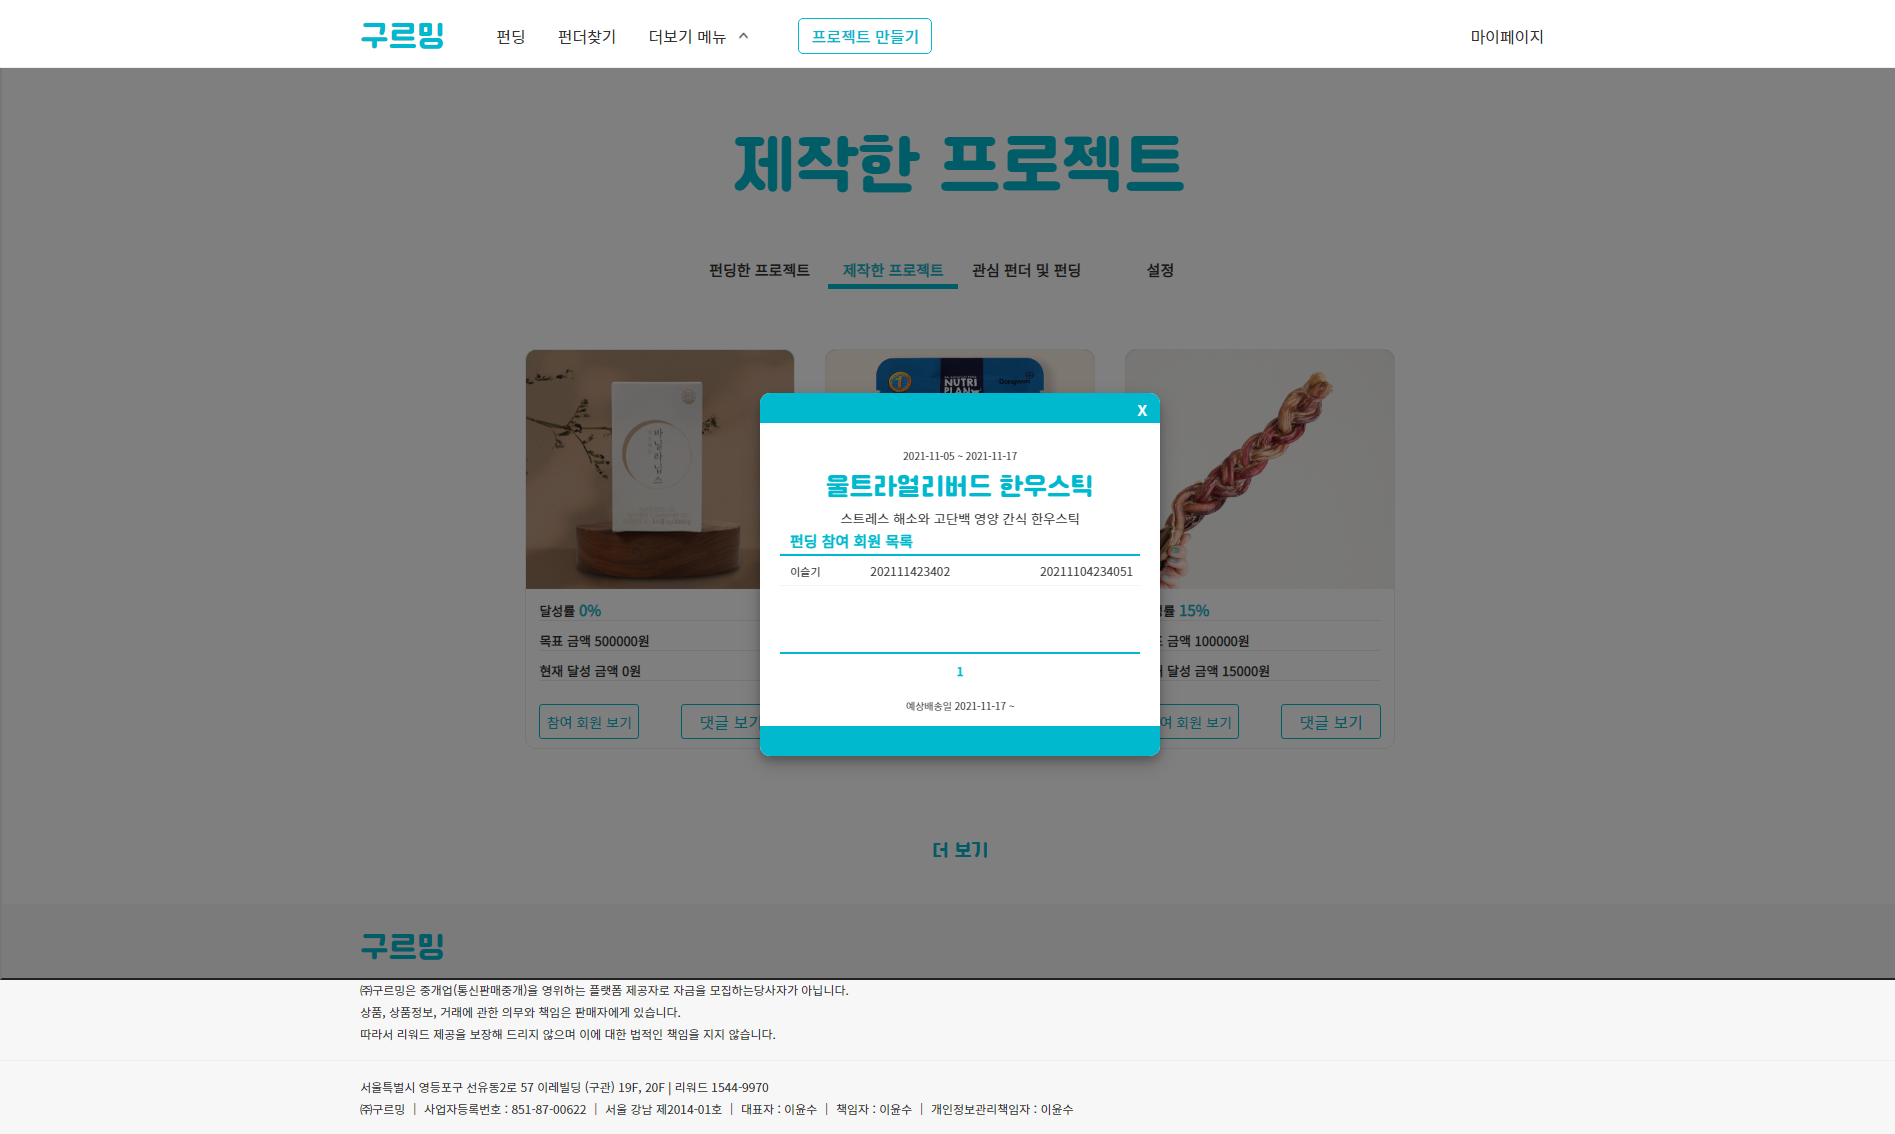 구르밍 펀딩 펀더찾기 더보기 메뉴 프로젝트 만들기 마이페이지
제작한 프로젝트
펀딩한 프로젝트 제작한 프로젝트 관심 펀더 및 펀딩 설정
NUTRI
PLAN
Dongwon
바닐라닙스
X
2021-11-05 ~ 2021-11-17
울트라얼리버드 한우스틱
스트레스 해소와 고단백 영양 간식 한우스틱
펀딩 참여 회원 목록
이슬기 202111423402 20211104234051
1
예상배송일 2021-11-17 ~
달성률 0%
목표 금액 500000원
현재 달성 금액 0원
참여 회원 보기 댓글 보기
률 15%
금액 100000원
달성 금액 15000원
여 회원 보기 댓글 보기
더 보기
구르밍
㈜구르밍은 중개업(통신판매중개)을 영위하는 플랫폼 제공자로 자금을 모집하는당사자가 아닙니다.
상품, 상품정보, 거래에 관한 의무와 책임은 판매자에게 있습니다.
따라서 리워드 제공을 보장해 드리지 않으며 이에 대한 법적인 책임을 지지 않습니다.
서울특벌시 영등포구 선유동2로 57 이레빌딩 (구관) 19F, 20F | 리워드 1544-9970
㈜구르밍 | 사업자등록번호 : 851-87-00622 | 서울 강남 제2014-01호 | 대표자 : 이윤수 | 책임자 : 이윤수 | 개인정보관리책임자 : 이윤수